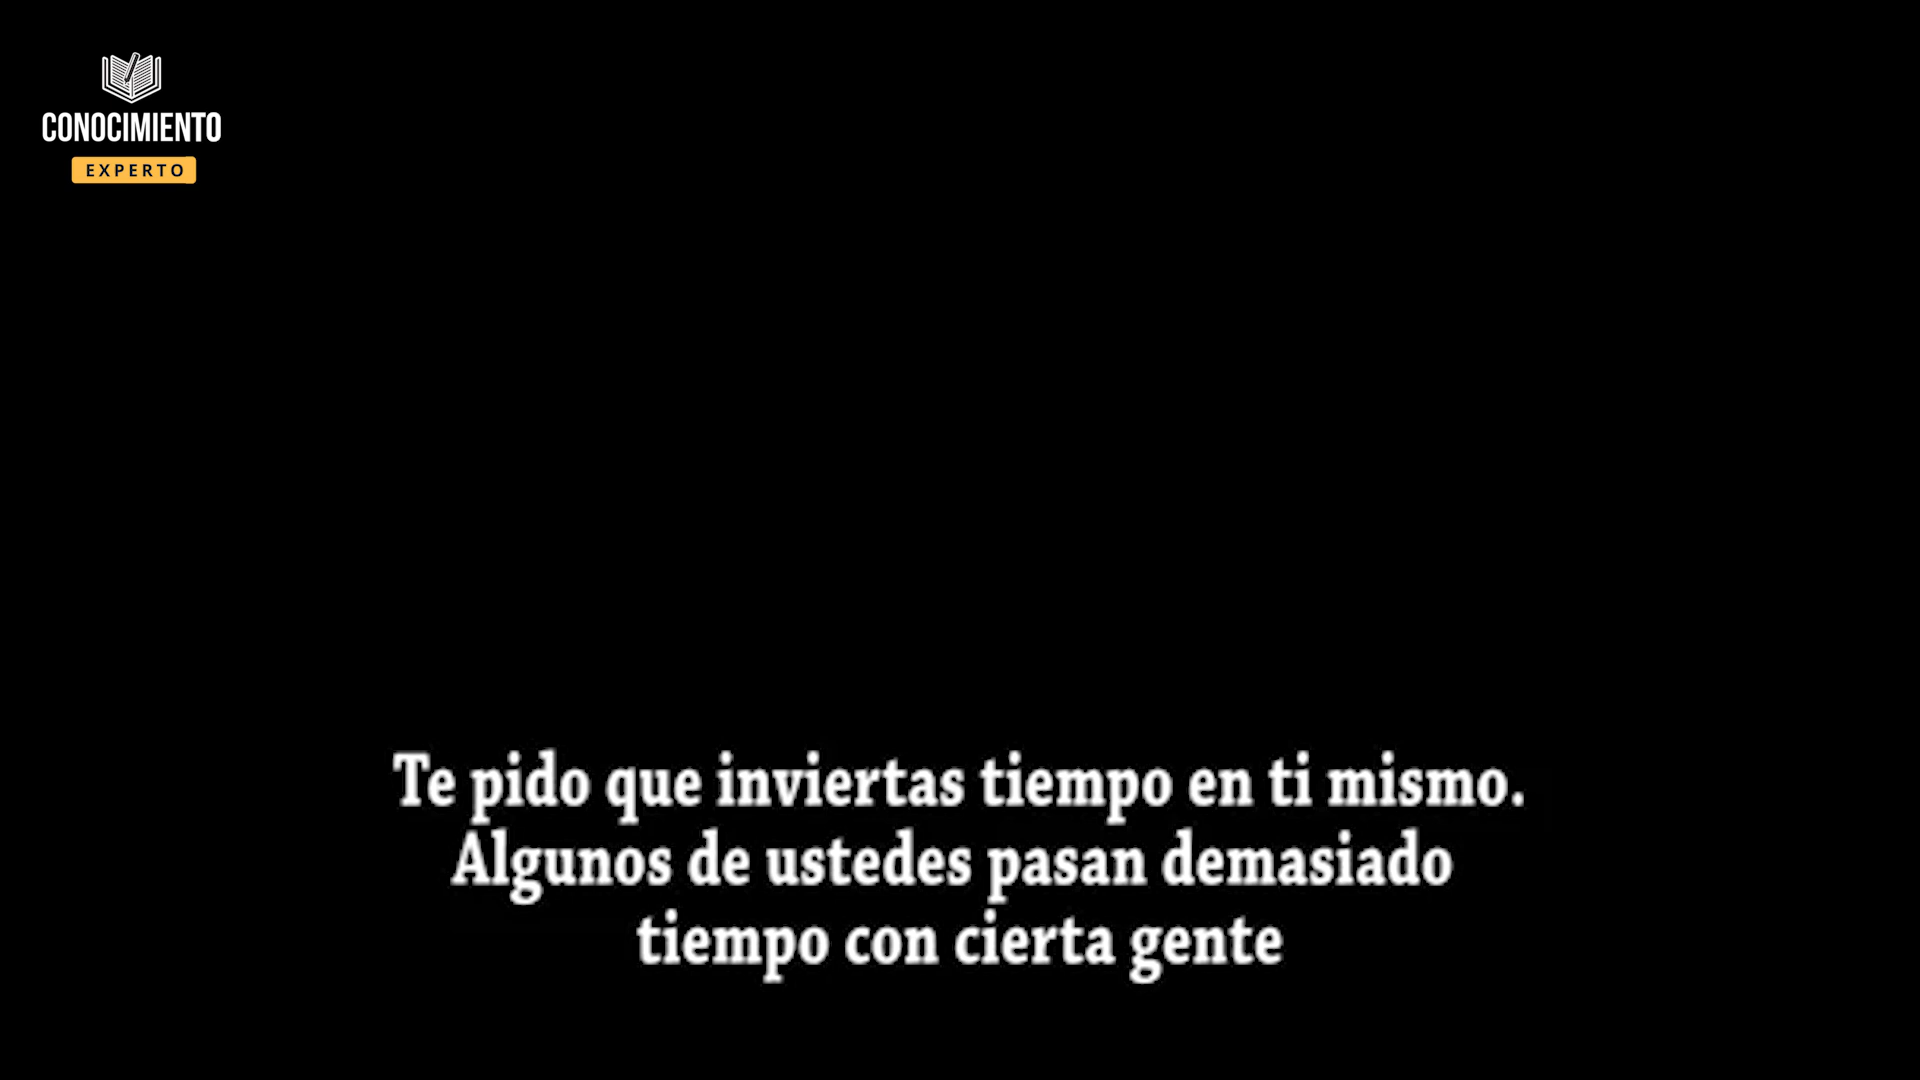 CONOCIMIENTO
EXPERTO
Te pido que inviertas tiempo en ti mismo.
Algunos de ustedes pasan demasiado
tiempo con cierta gente